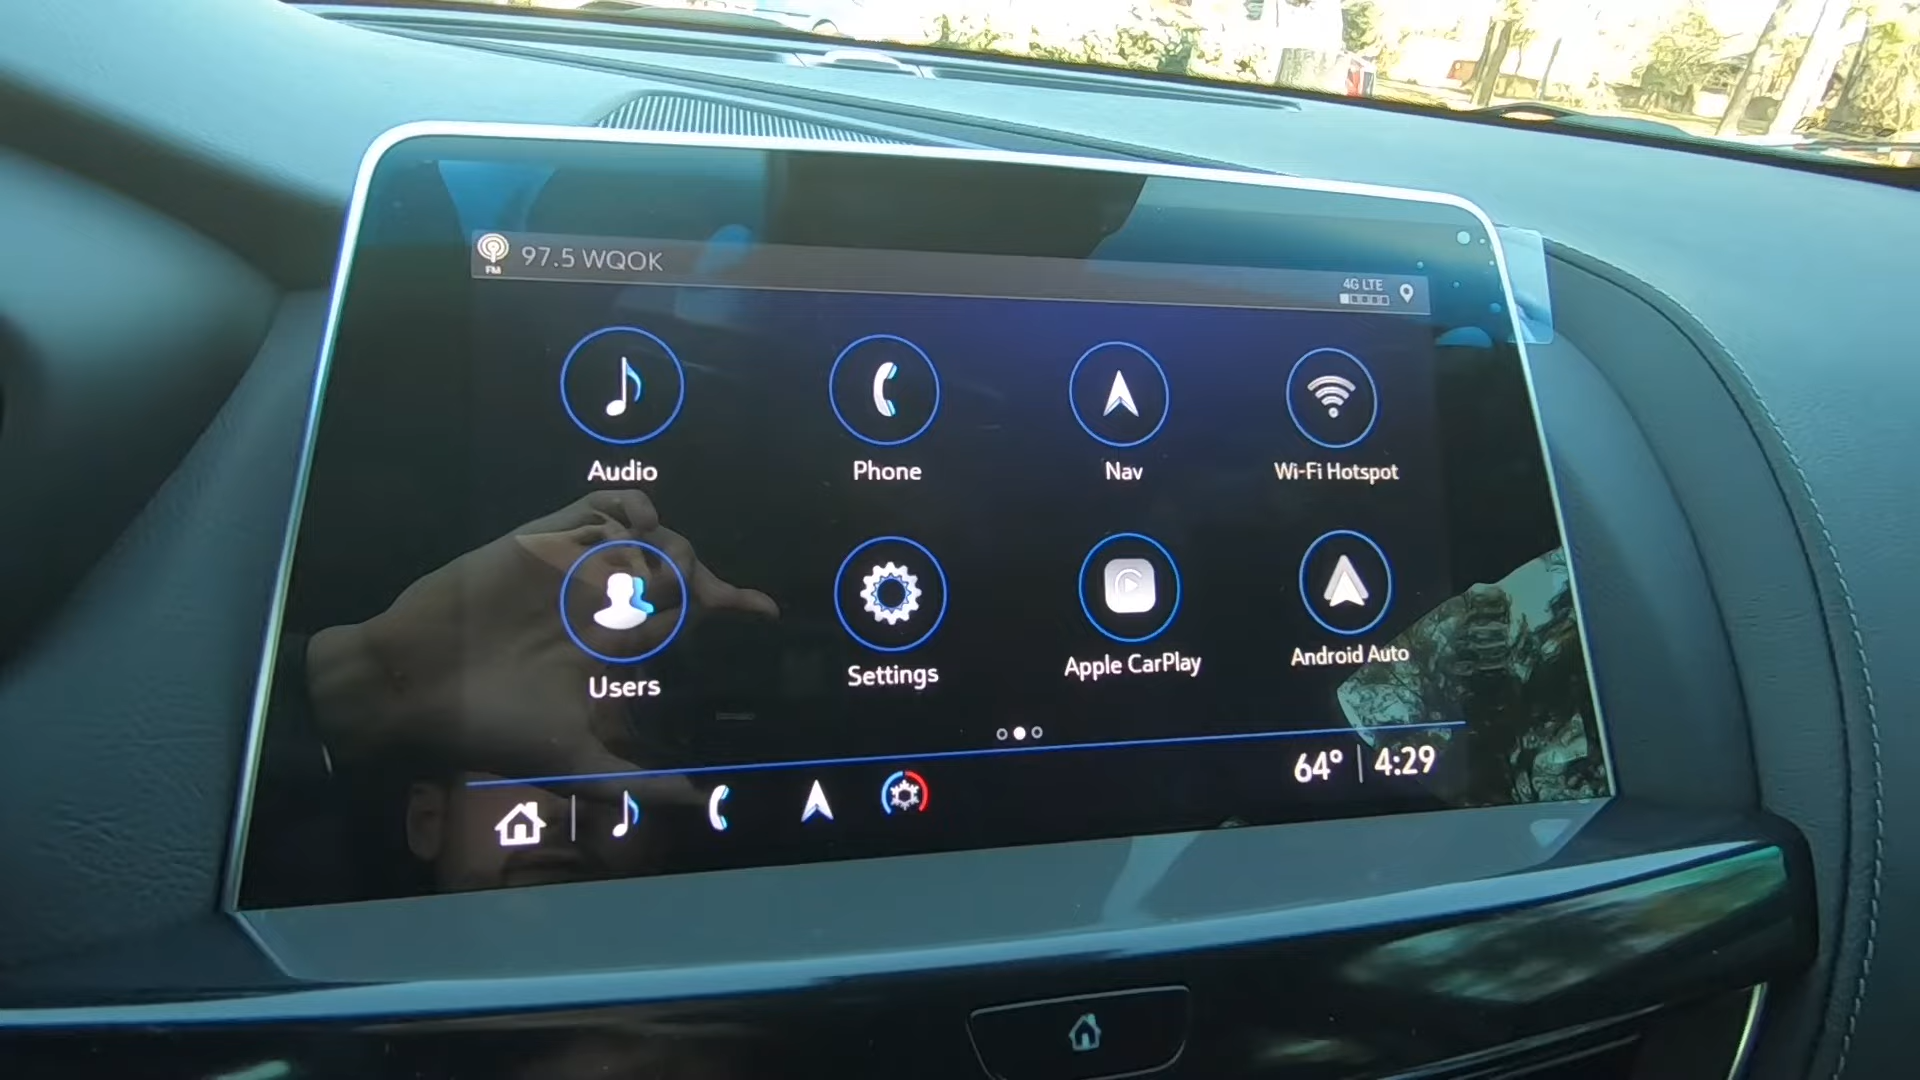 FM
97.5 WQOK
4G LTE
Audio
Phone
Nav
Wi-Fi Hotspot
Users
Settings
Apple CarPlay
Android Auto
64° | 4:29